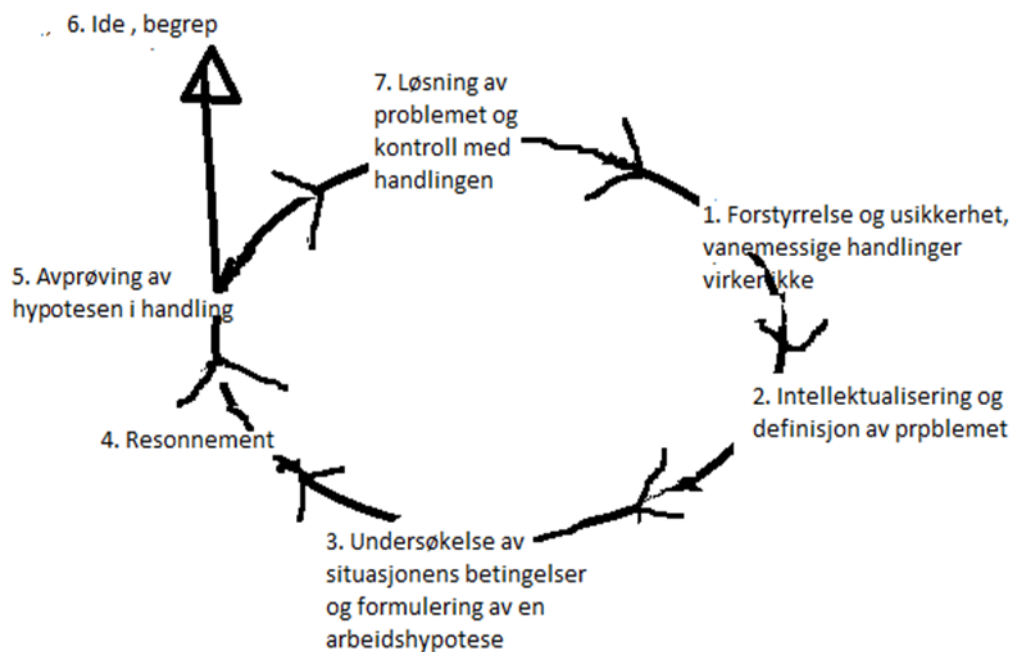 6. Ide , begrep
7. Løsning av
problemet og
kontroll med
handlingen
1. Forstyrrelse og usikkerhet,
vanemessige handlinger
virker ikke
2. Intellektualisering og
definisjon av prpblemet
3. Undersøkelse av
situasjonens betingelser
og formulering av en
arbeidshypotese
4. Resonnement
5. Avprøving av
hypotesen i handling